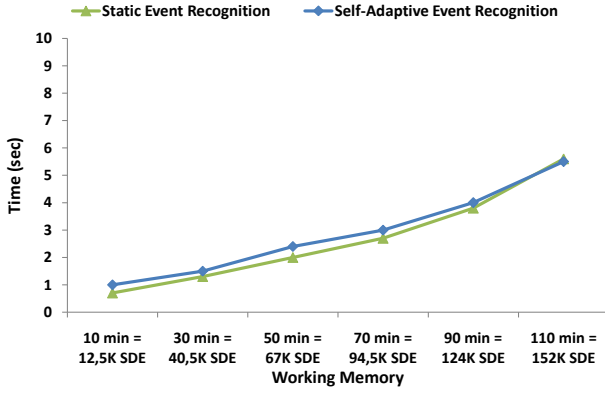 Static Event Recognition Self-Adaptive Event Recognition
10
9
8
7
6
5
4
3
2
1
0
Time (sec)
10 min = 30 min = 50 min = 70 min = 90 min = 110 min =
12,5K SDE 40,5K SDE 67K SDE 94,5K SDE 124K SDE 152K SDE
Working Memory